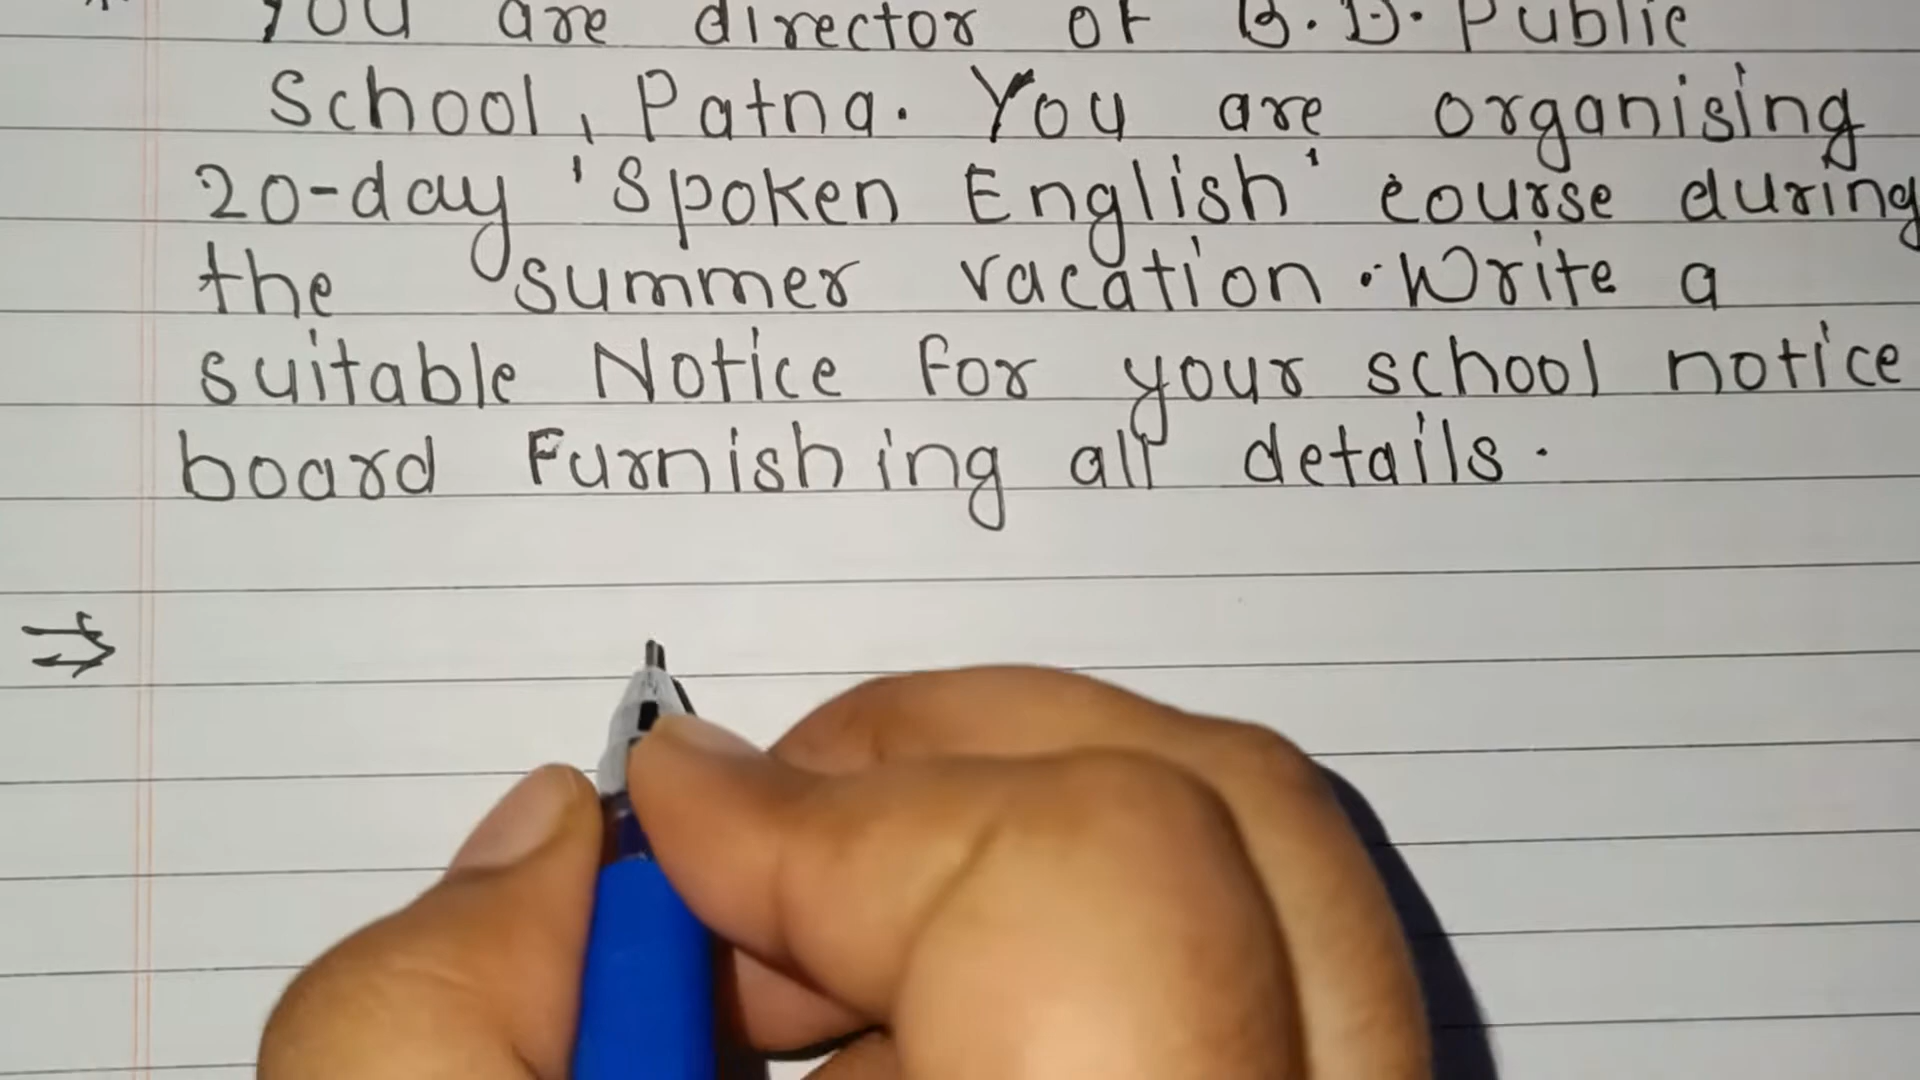 You are director of B.D. Public
School, Patna. You are organising
20-day 'Spoken English' course during
the summer vacation. Write a
suitable Notice for your school notice
board Furnishing all details.
⇒